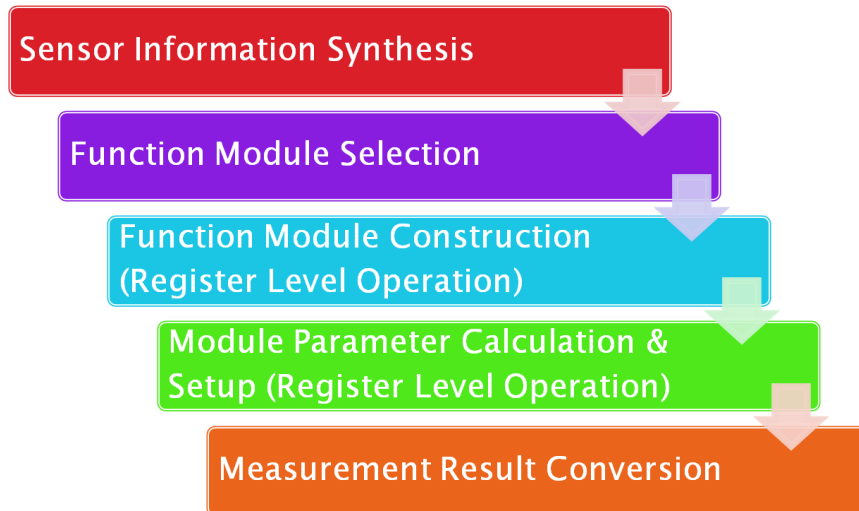 Sensor Information Synthesis
Function Module Selection
Function Module Construction
(Register Level Operation)
Module Parameter Calculation &
Setup (Register Level Operation)
Measurement Result Conversion